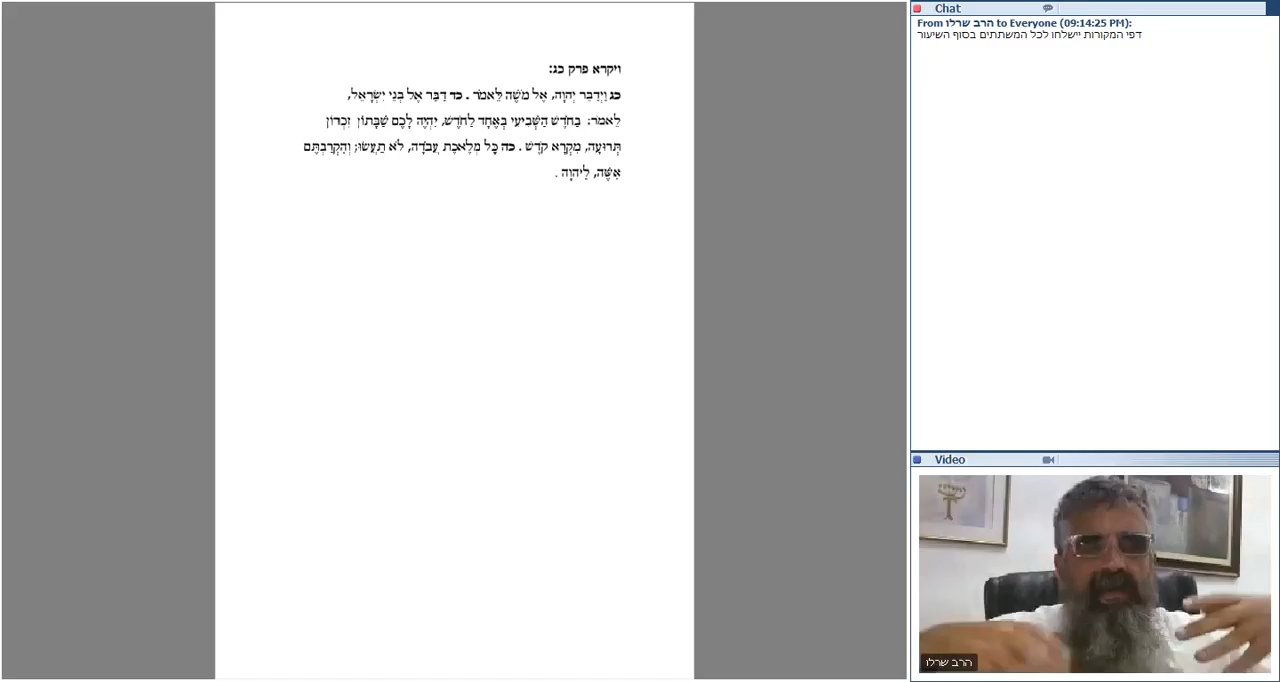 ויקרא פרק כג:
כג וַיְדַבֵּר יְהוָה, אֶל מֹשֶׁה לֵּאמֹר. כד דַּבֵּר אֶל בְּנֵי יִשְׂרָאֵל,
לֵאמֹר: בַּחֹדֶשׁ הַשְּׁבִיעִי בְּאֶחָד לַחֹדֶשׁ, יִהְיֶה לָכֶם שַׁבָּתוֹן זִכְרוֹן
תְּרוּעָה, מִקְרָא קֹדֶשׁ. כה כָּל מְלֶאכֶת עֲבֹדָה, לֹא תַעֲשׂוּ; וְהִקְרַבְתֶּם
אִשֶּׁה, לַיהוָה.
Chat
From הרב שרלו to Everyone (09:14:25 PM):
דפי המקורות יישלחו לכל המשתתים בסוף השיעור
Video
הרב שרלו